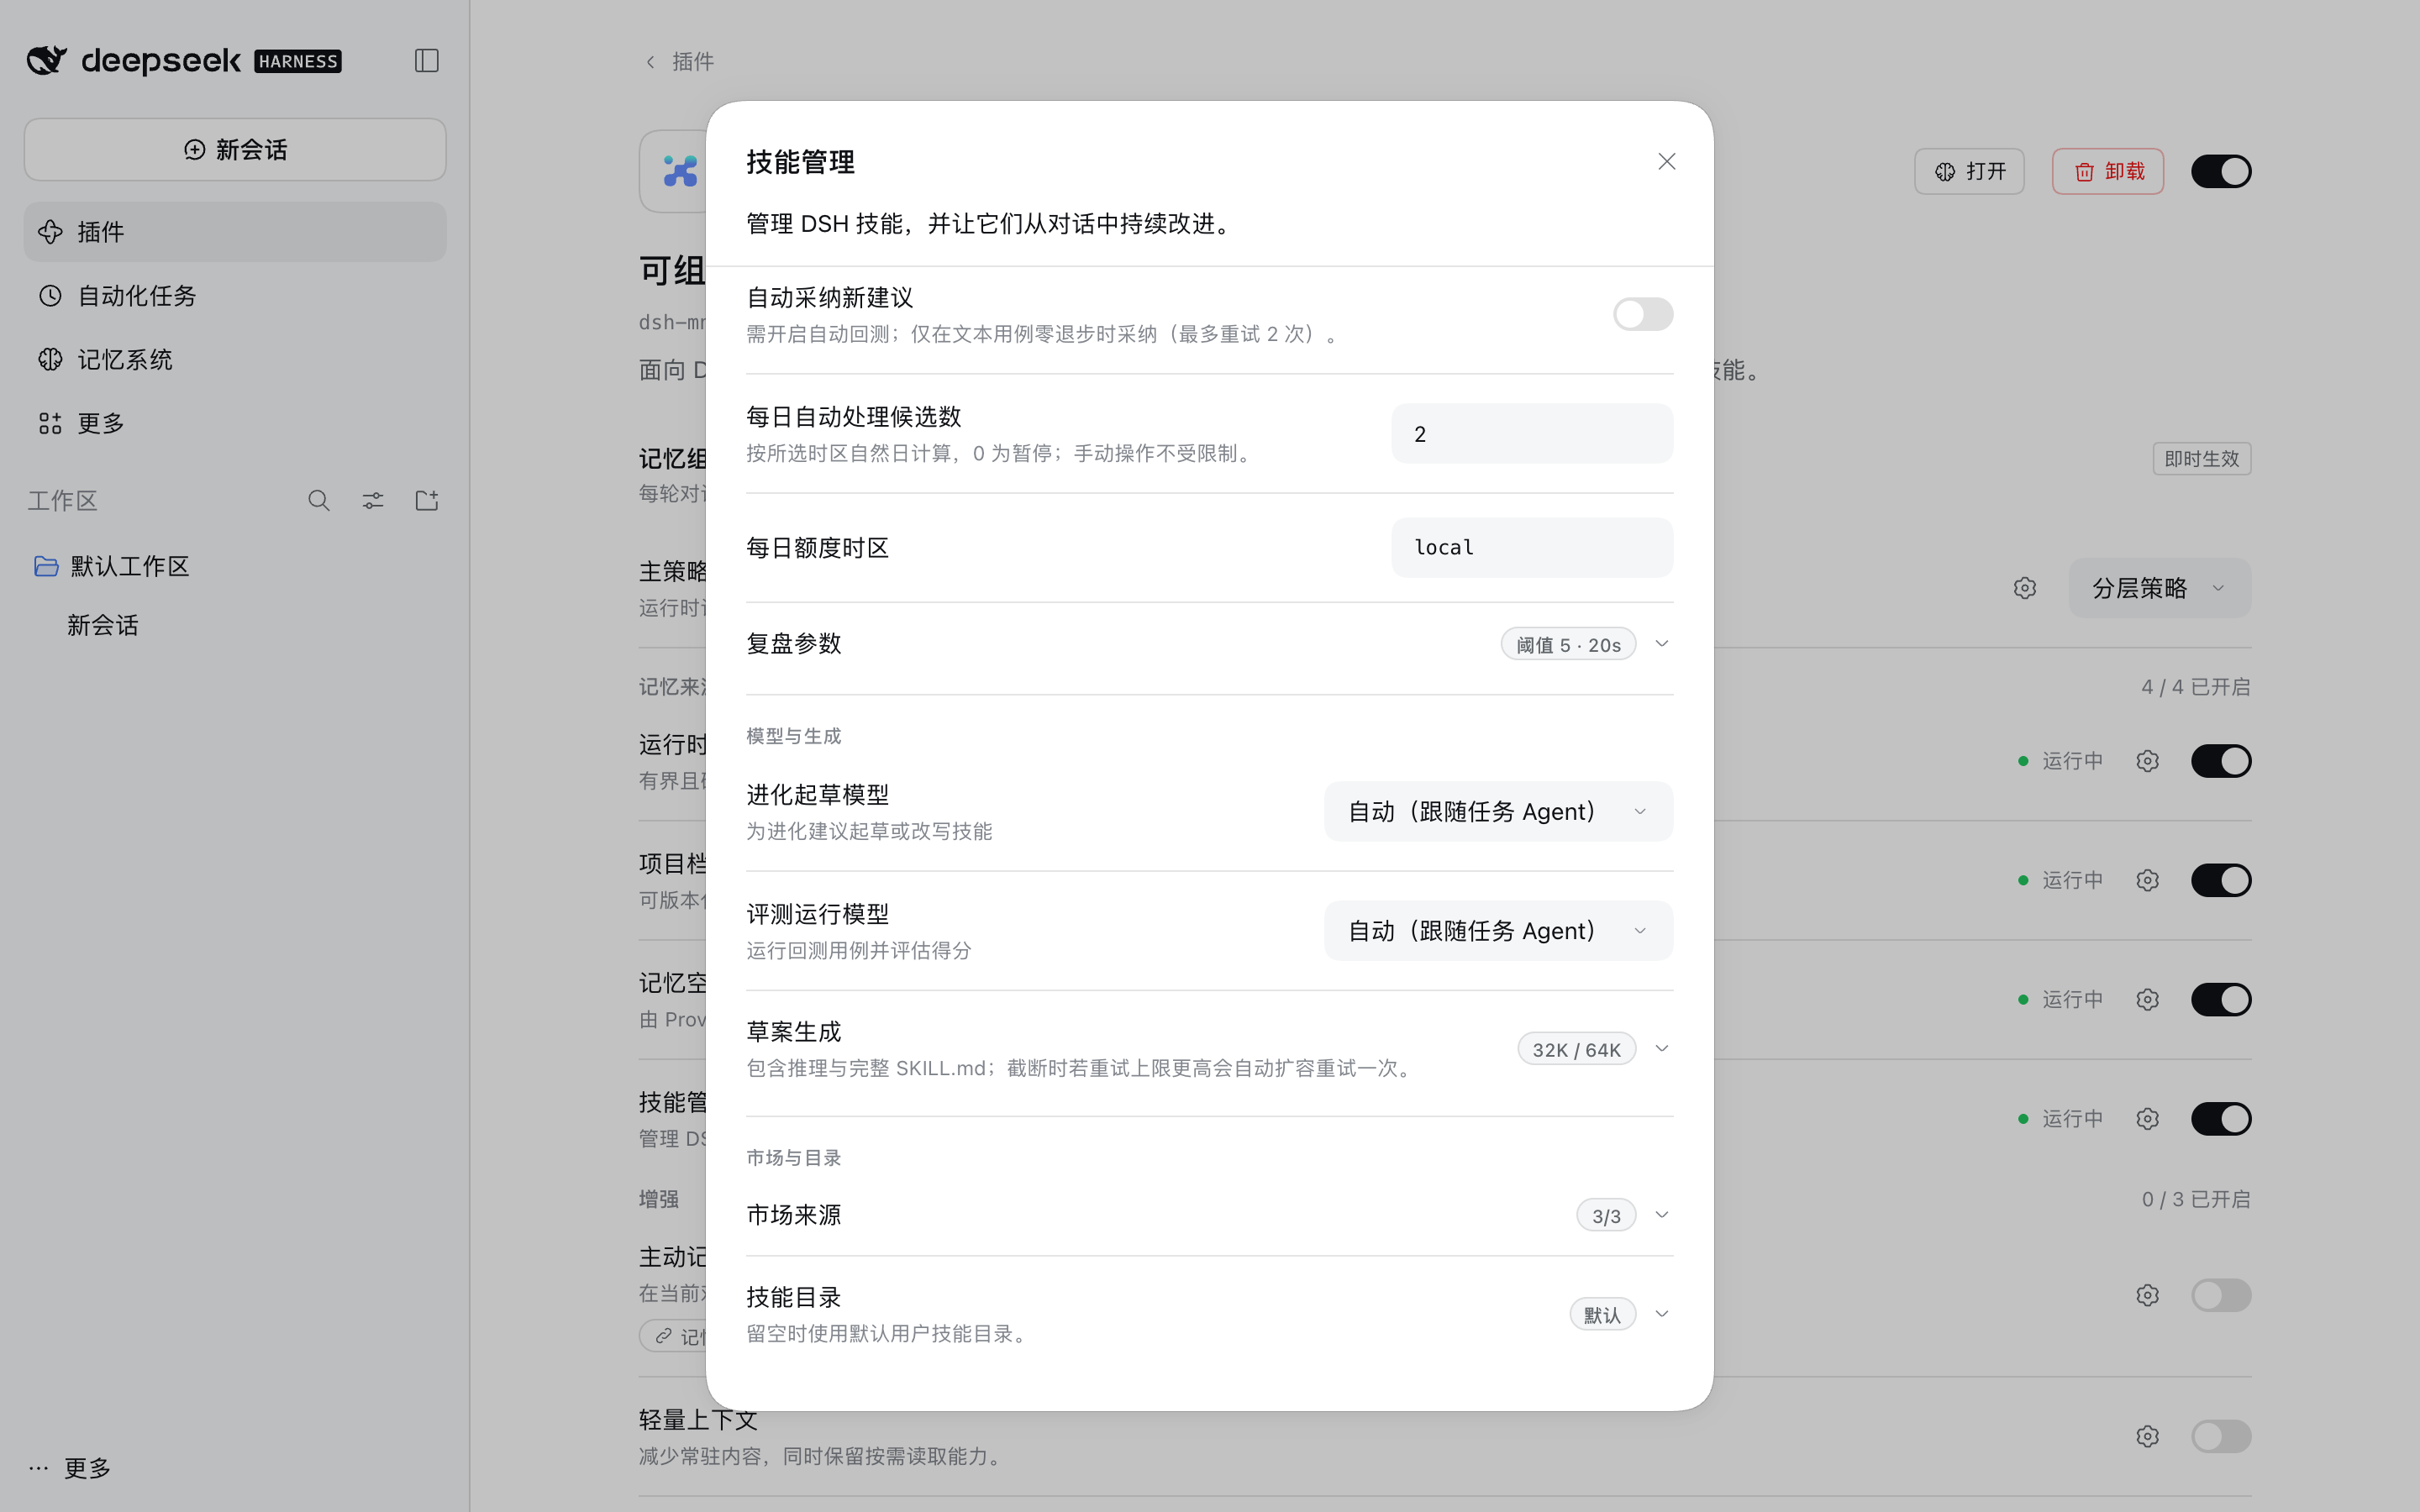 deepseek HARNESS
新会话
插件
自动化任务
记忆系统
更多
工作区
默认工作区
新会话
更多
插件
打开
卸载
可组
dsh-
面向
技能。
记忆组
即时生效
每轮对
主策略
运行时
分层策略
记忆来
4 / 4 已开启
运行时
有界且
运行中
项目档
可版本
运行中
记忆空
由 Prov
运行中
技能管
管理 DS
运行中
增强
0 / 3 已开启
主动记
在当前
记忆
轻量上下文
减少常驻内容，同时保留按需读取能力。
技能管理
管理 DSH 技能，并让它们从对话中持续改进。
自动采纳新建议
需开启自动回测；仅在文本用例零退步时采纳（最多重试 2 次）。
每日自动处理候选数
按所选时区自然日计算，0 为暂停；手动操作不受限制。
2
每日额度时区
local
复盘参数
阈值 5 · 20s
模型与生成
进化起草模型
为进化建议起草或改写技能
自动（跟随任务 Agent）
评测运行模型
运行回测用例并评估得分
自动（跟随任务 Agent）
草案生成
包含推理与完整 SKILL.md；截断时若重试上限更高会自动扩容重试一次。
32K / 64K
市场与目录
市场来源
3/3
技能目录
留空时使用默认用户技能目录。
默认